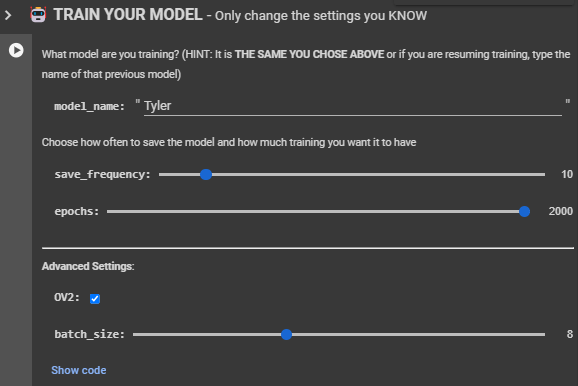 TRAIN YOUR MODEL - Only change the settings you KNOW
What model are you training? (HINT: It is THE SAME YOU CHOSE ABOVE or if you are resuming training, type the
name of that previous model)
model_name: " Tyler "
Choose how often to save the model and how much training you want it to have
save_frequency: 10
epochs: 2000
Advanced Settings:
OV2:
batch_size: 8
Show code